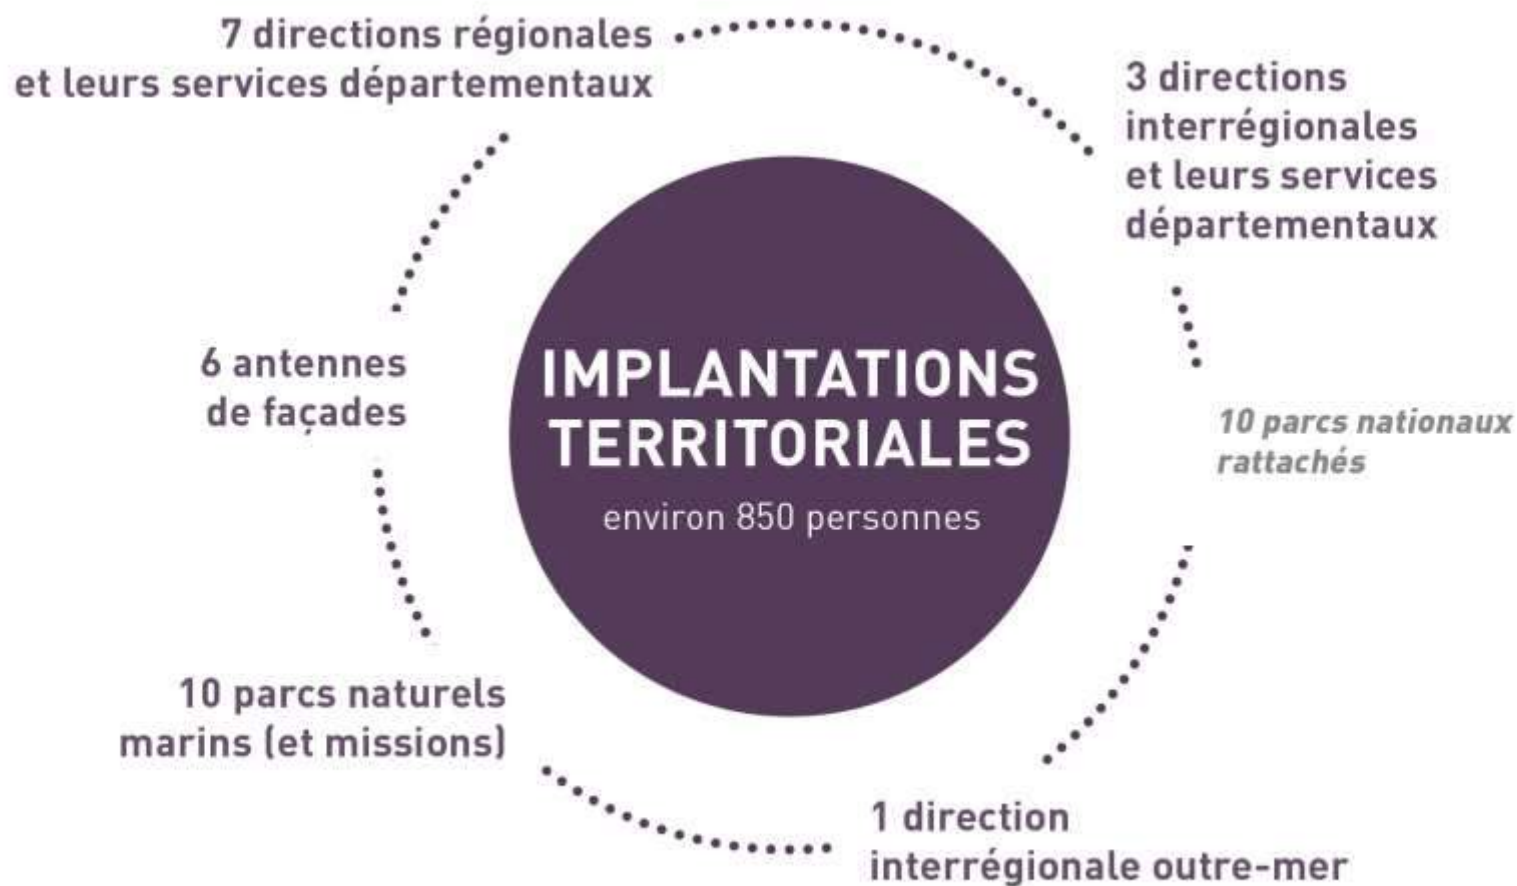 7 directions régionales
et leurs services départementaux
3 directions
interrégionales
et leurs services
départementaux
6 antennes
de façades
IMPLANTATIONS
TERRITORIALES
environ 850 personnes
10 parcs nationaux
rattachés
10 parcs naturels
marins (et missions)
1 direction
interrégionale outre-mer